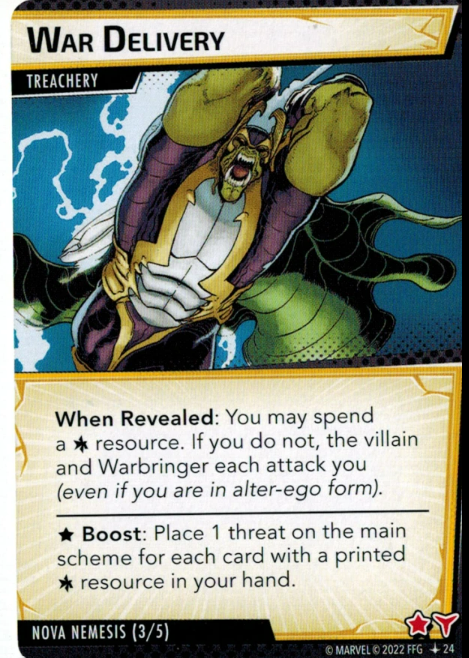 WAR DELIVERY
TREACHERY
When Revealed: You may spend
a resource. If you do not, the villain
and Warbringer each attack you
(even if you are in alter-ego form).
★ Boost: Place 1 threat on the main
scheme for each card with a printed
resource in your hand.
NOVA NEMESIS (3/5)
© MARVEL © 2022 FFG 24